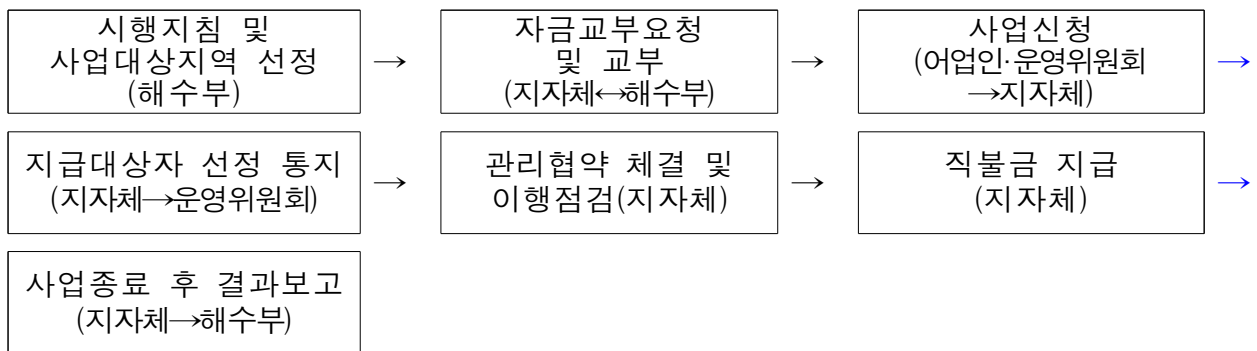 시행지침 및
사업대상지역 선정
(해수부)
→
자금교부요청
및 교부
(지자체↔해수부)
→
사업신청
(어업인·운영위원회
→지자체)
→
지급대상자 선정 통지
(지자체→운영위원회)
→
관리협약 체결 및
이행점검(지자체)
→
직불금 지급
(지자체)
→
사업종료 후 결과보고
(지자체→해수부)